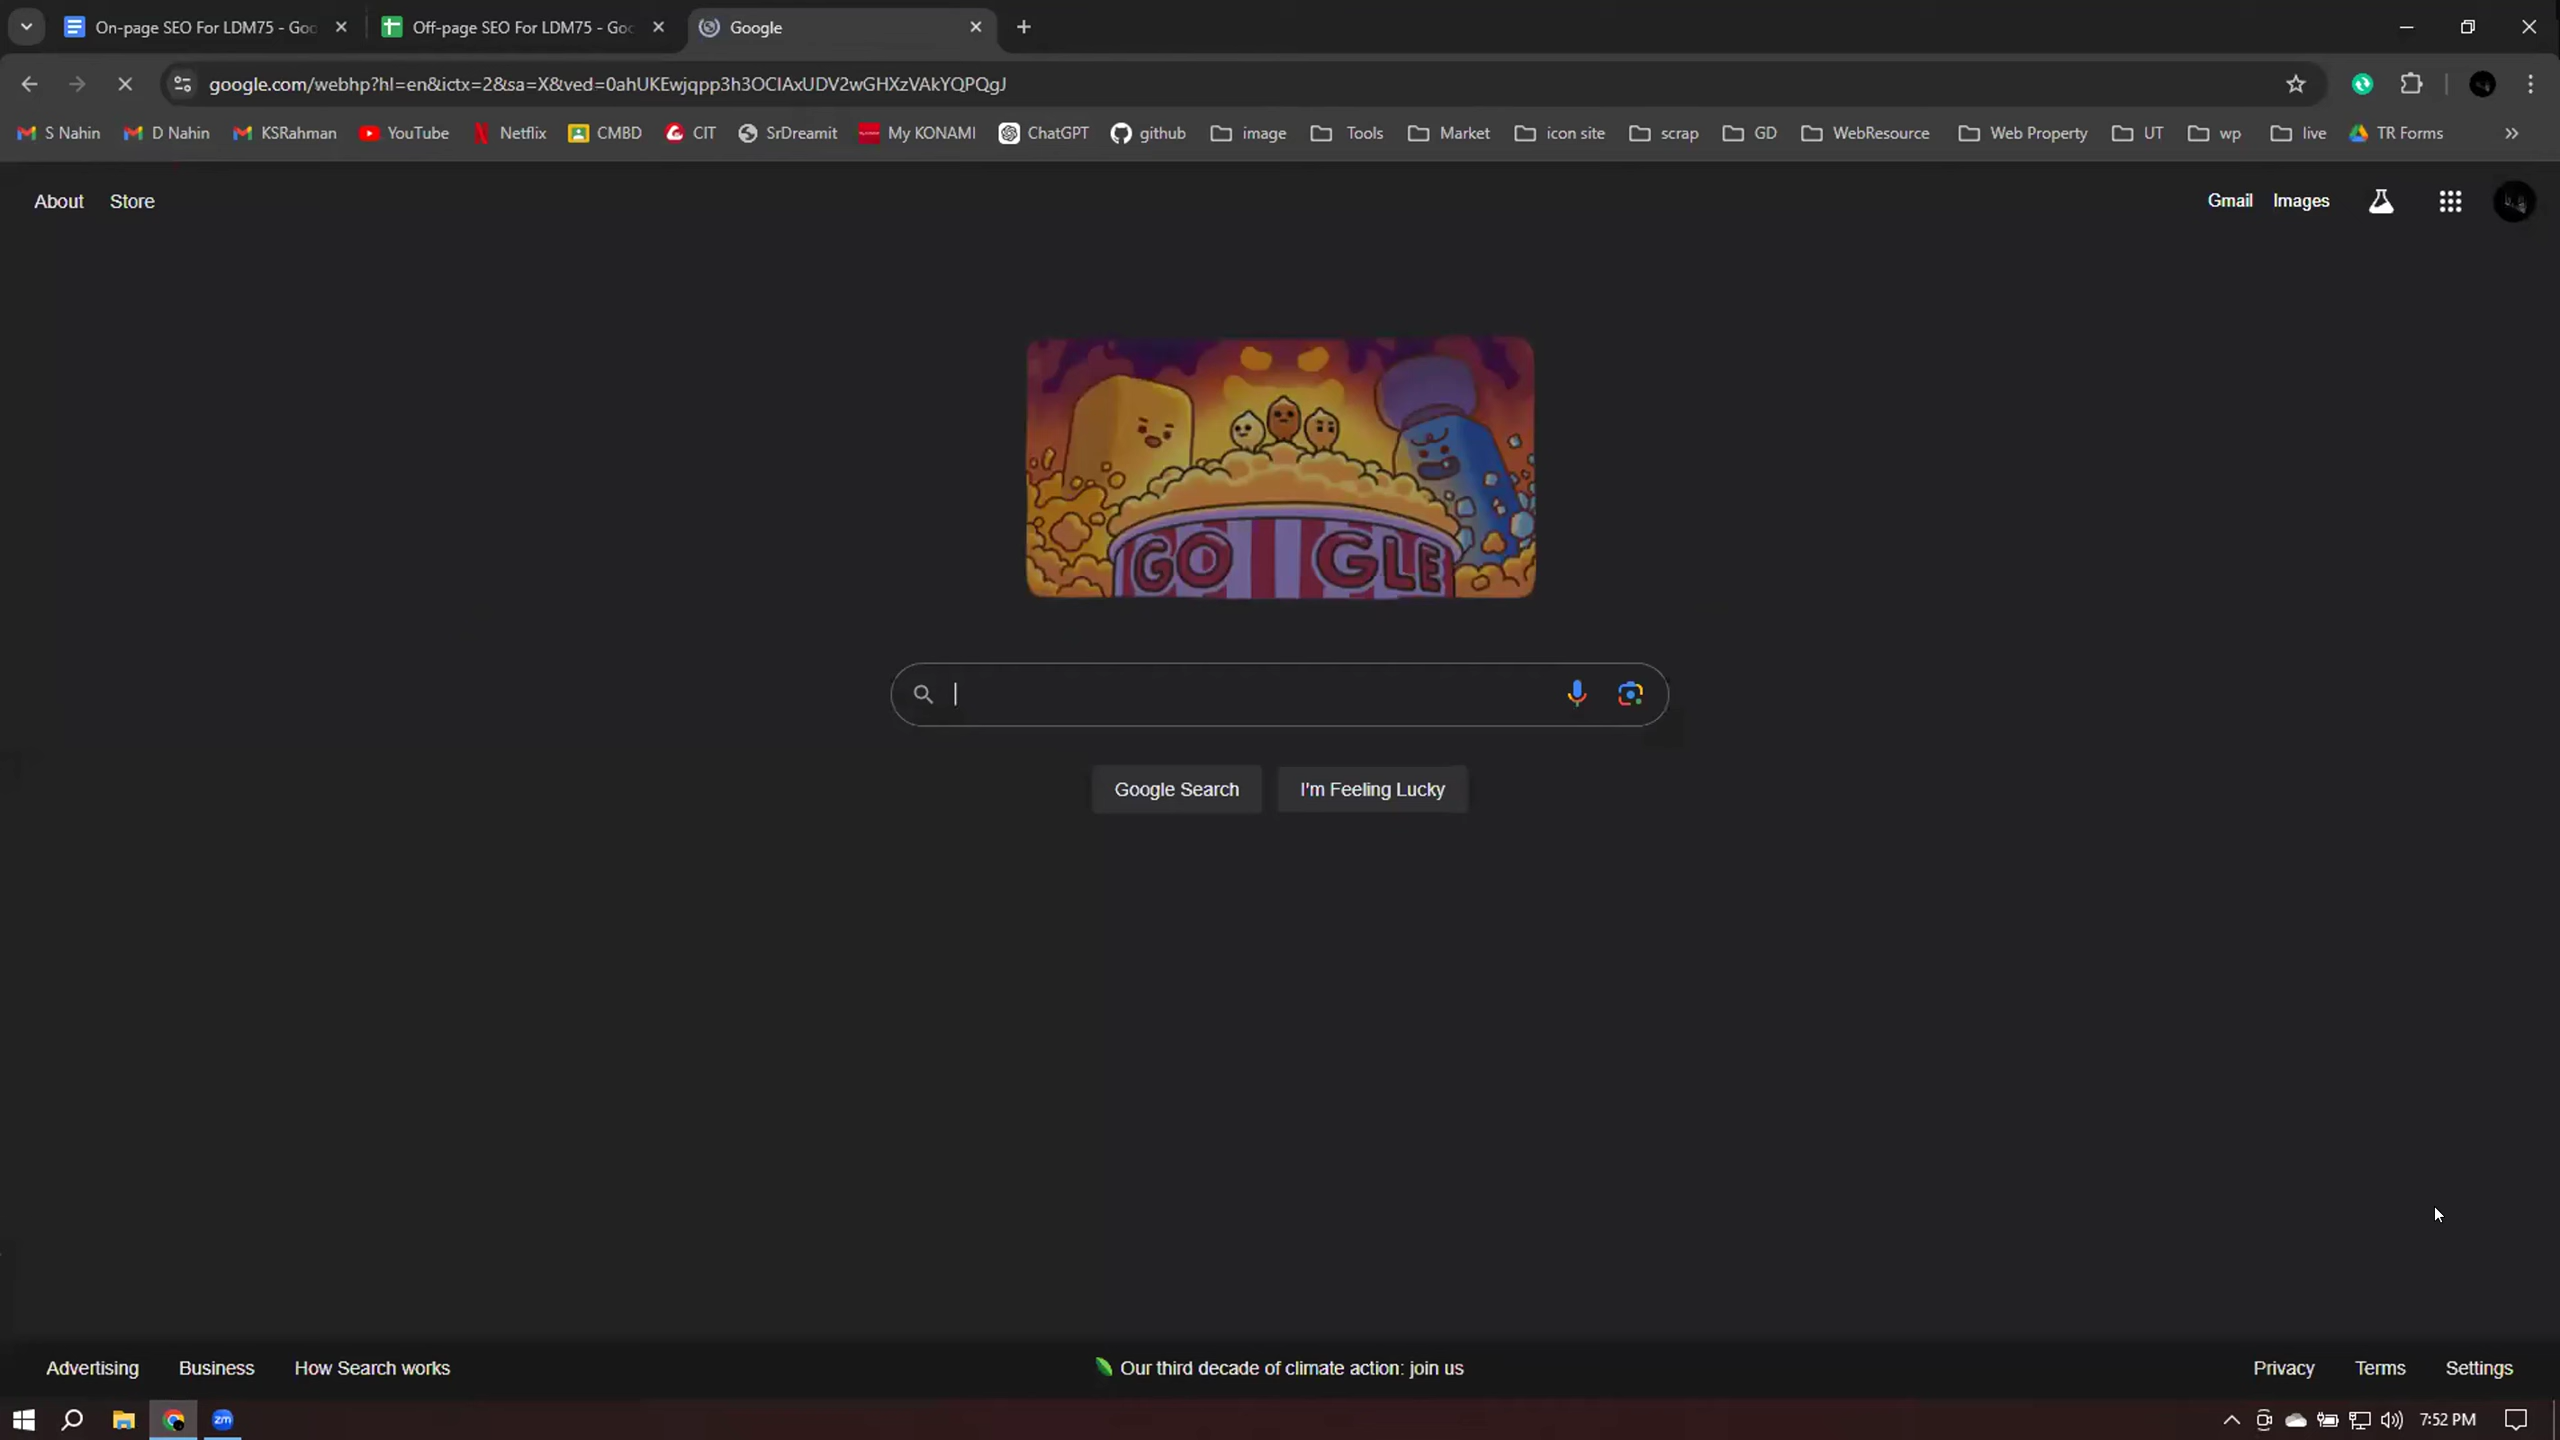 On-page SEO For LDM75 - Goo
Off-page SEO For LDM75 - Goo
Google
google.com/webhp?hl=en&ictx=2&sa=X&ved=0ahUKEwjqpp3h3OCIAxUDV2wGHXzVAkYQPQgJ
S Nahin
D Nahin
KSRahman
YouTube
Netflix
CMBD
CIT
SrDreamit
My KONAMI
ChatGPT
github
image
Tools
Market
icon site
scrap
GD
WebResource
Web Property
UT
wp
live
TR Forms
About
Store
Gmail
Images
GO GLE
Google Search
I'm Feeling Lucky
Advertising
Business
How Search works
Our third decade of climate action: join us
Privacy
Terms
Settings
zm
7:52 PM